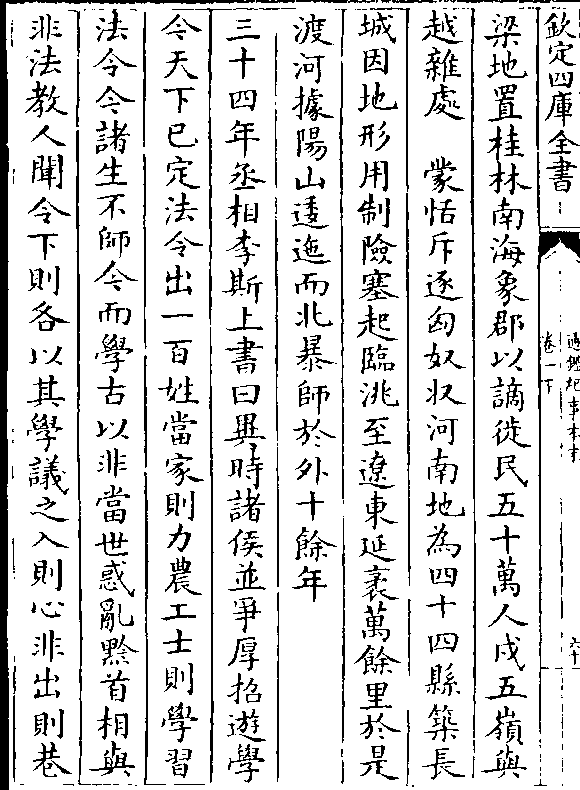 欽定四庫全書
通鑑紀事本末
卷一下
六十
梁地置桂林南海象郡以謫徙民五十萬人戍五嶺與
越雜處　蒙恬斥逐匈奴收河南地為四十四縣築長
城因地形用制險塞起臨洮至遼東延袤萬餘里於是
渡河據陽山逶迤而北暴師於外十餘年
三十四年丞相李斯上書曰異時諸侯並爭厚招遊學
今天下已定法令出一百姓當家則力農工士則學習
法令今諸生不師今而學古以非當世惑亂黔首相與
非法教人聞令下則各以其學議之入則心非出則巷